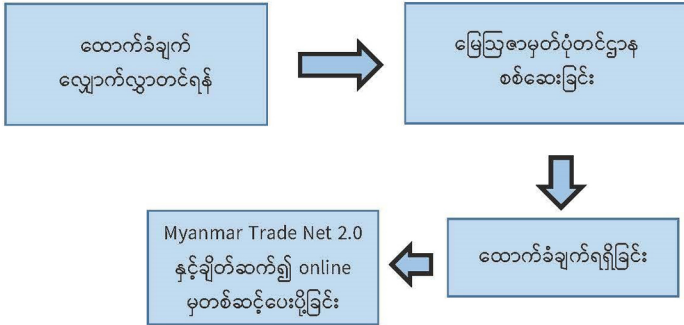 ထောက်ခံချက်
လျှောက်လွှာတင်ရန်
မြေသြဇာမှတ်ပုံတင်ဌာန
စစ်ဆေးခြင်း
ထောက်ခံချက်ရရှိခြင်း
Myanmar Trade Net 2.0
နှင့်ချိတ်ဆက်၍ online
မှတစ်ဆင့်ပေးပို့ခြင်း